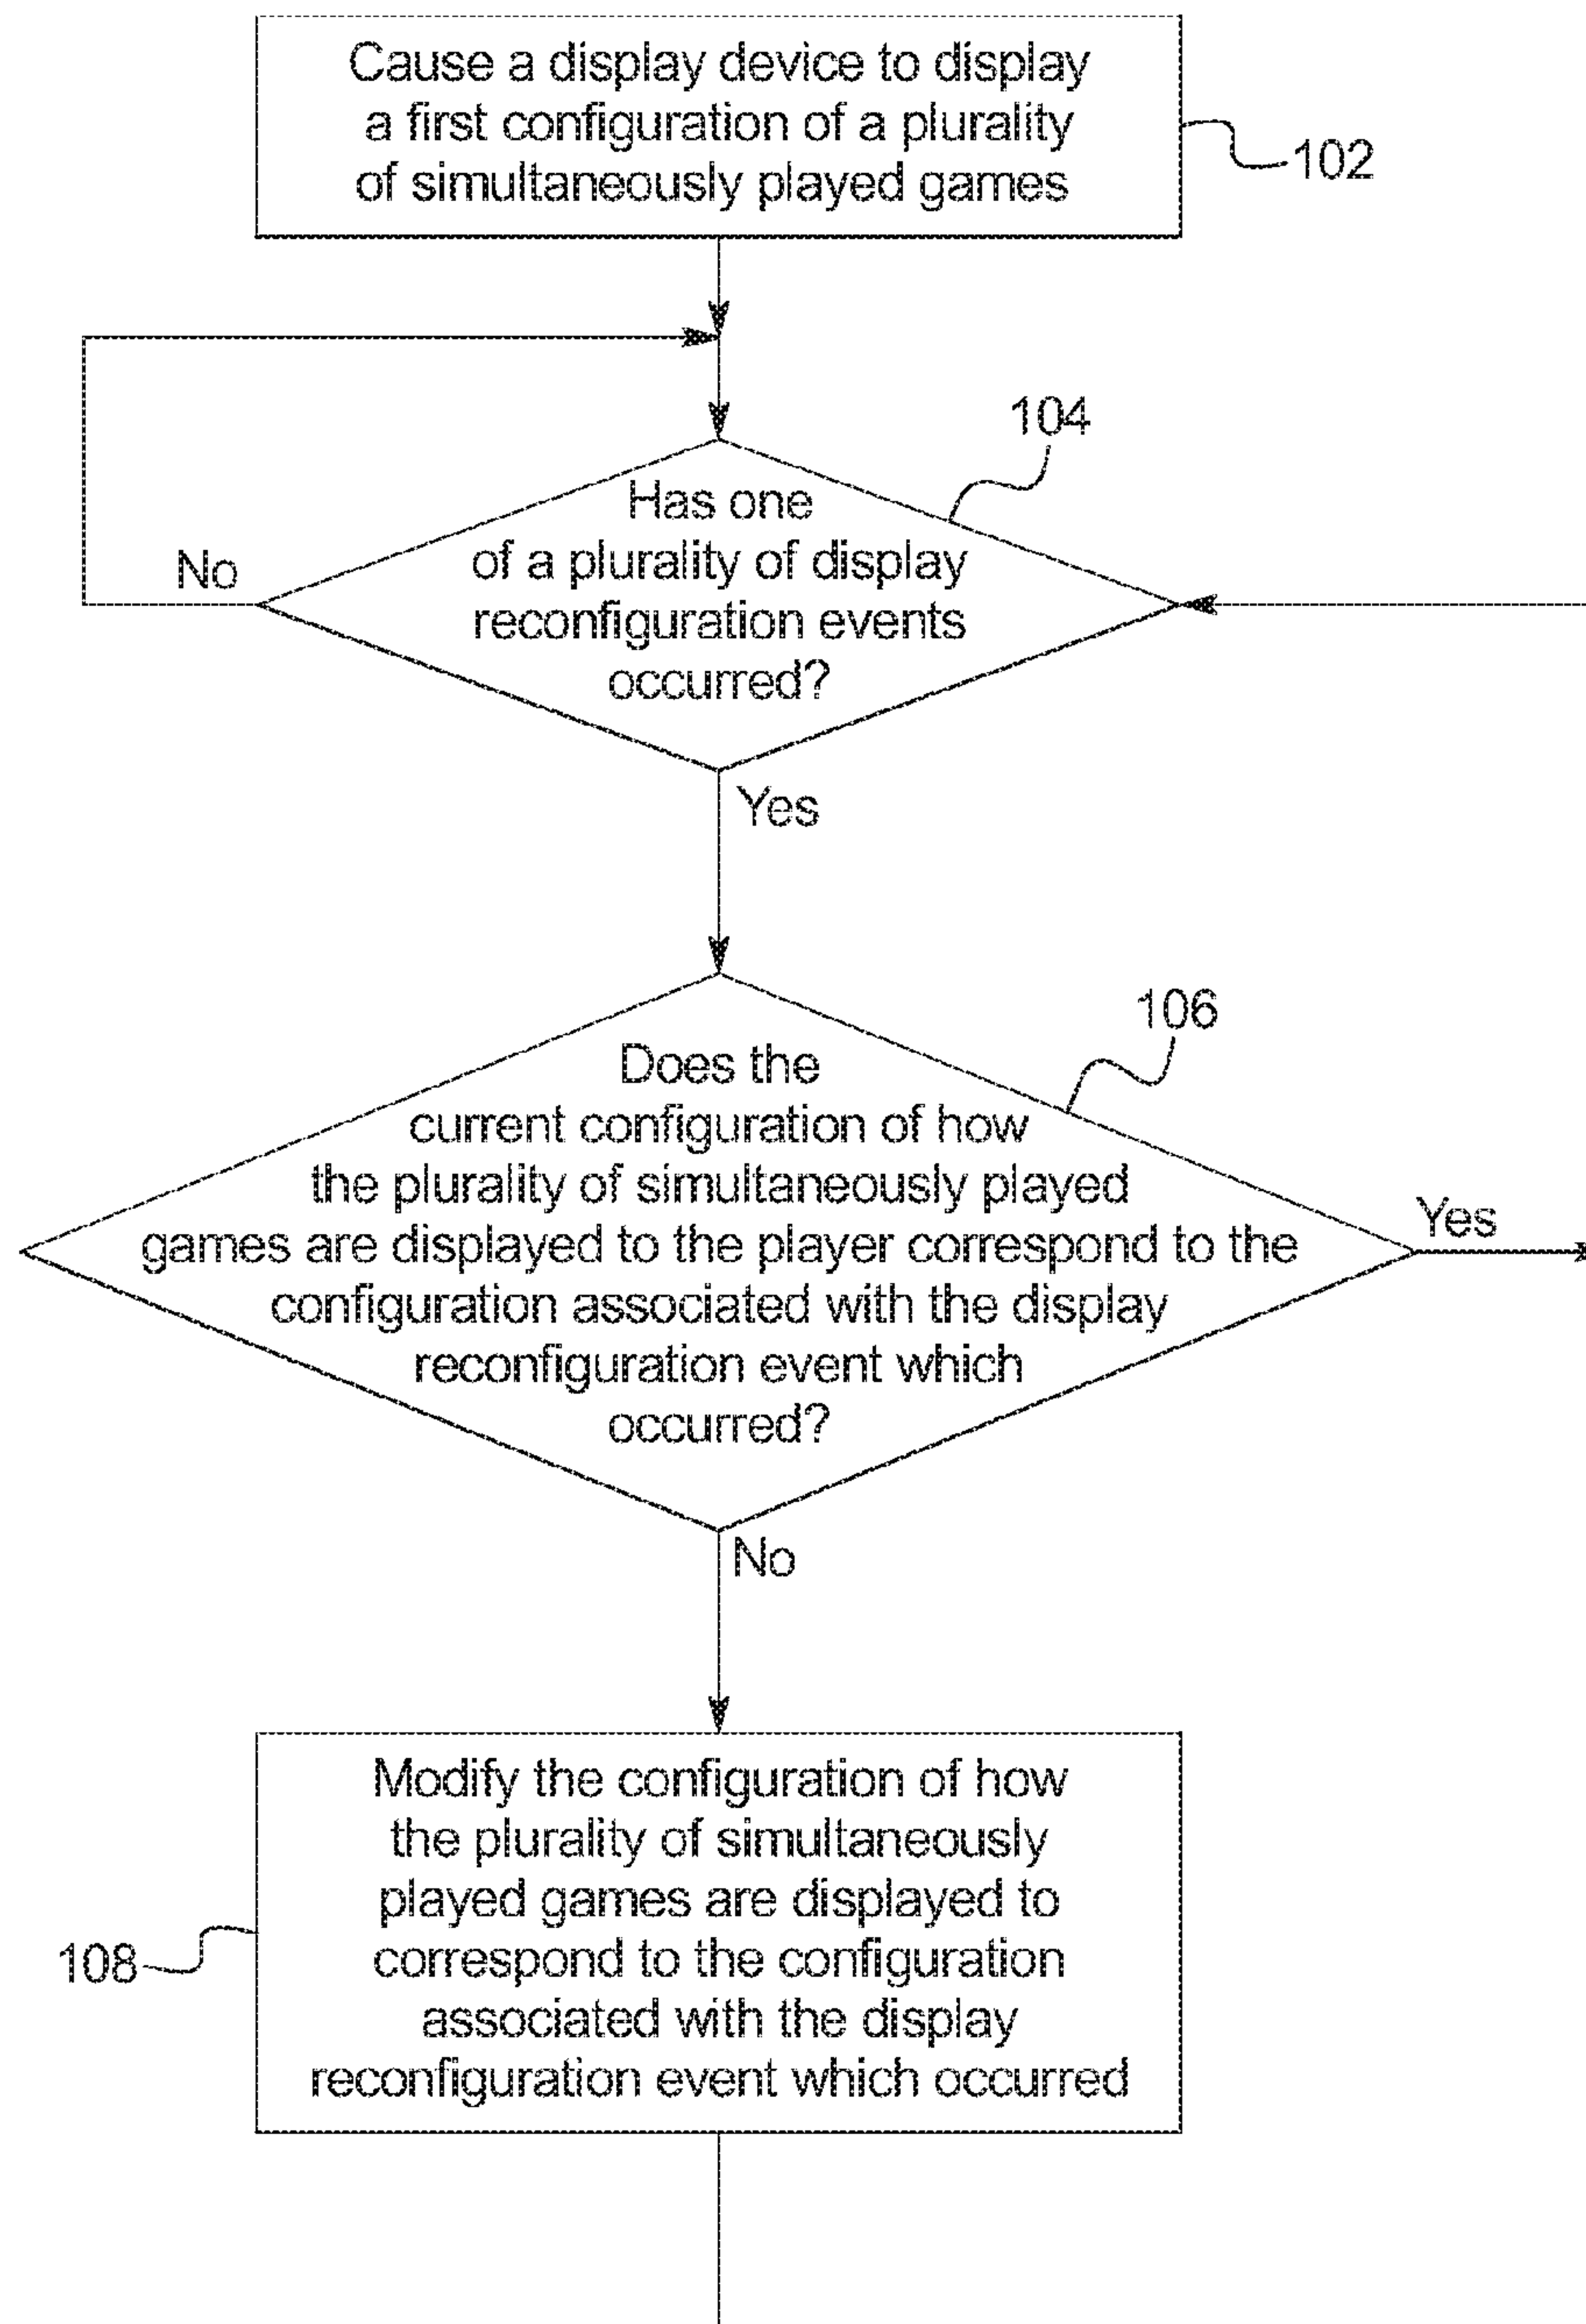 Cause a display device to display
a first configuration of a plurality
of simultaneously played games
102
104
Has one
of a plurality of display
reconfiguration events
occurred?
No
Yes
106
Does the
current configuration of how
the plurality of simultaneously played
games are displayed to the player correspond to the
configuration associated with the display
reconfiguration event which
occurred?
Yes
No
Modify the configuration of how
the plurality of simultaneously
played games are displayed to
correspond to the configuration
associated with the display
reconfiguration event which occurred
108